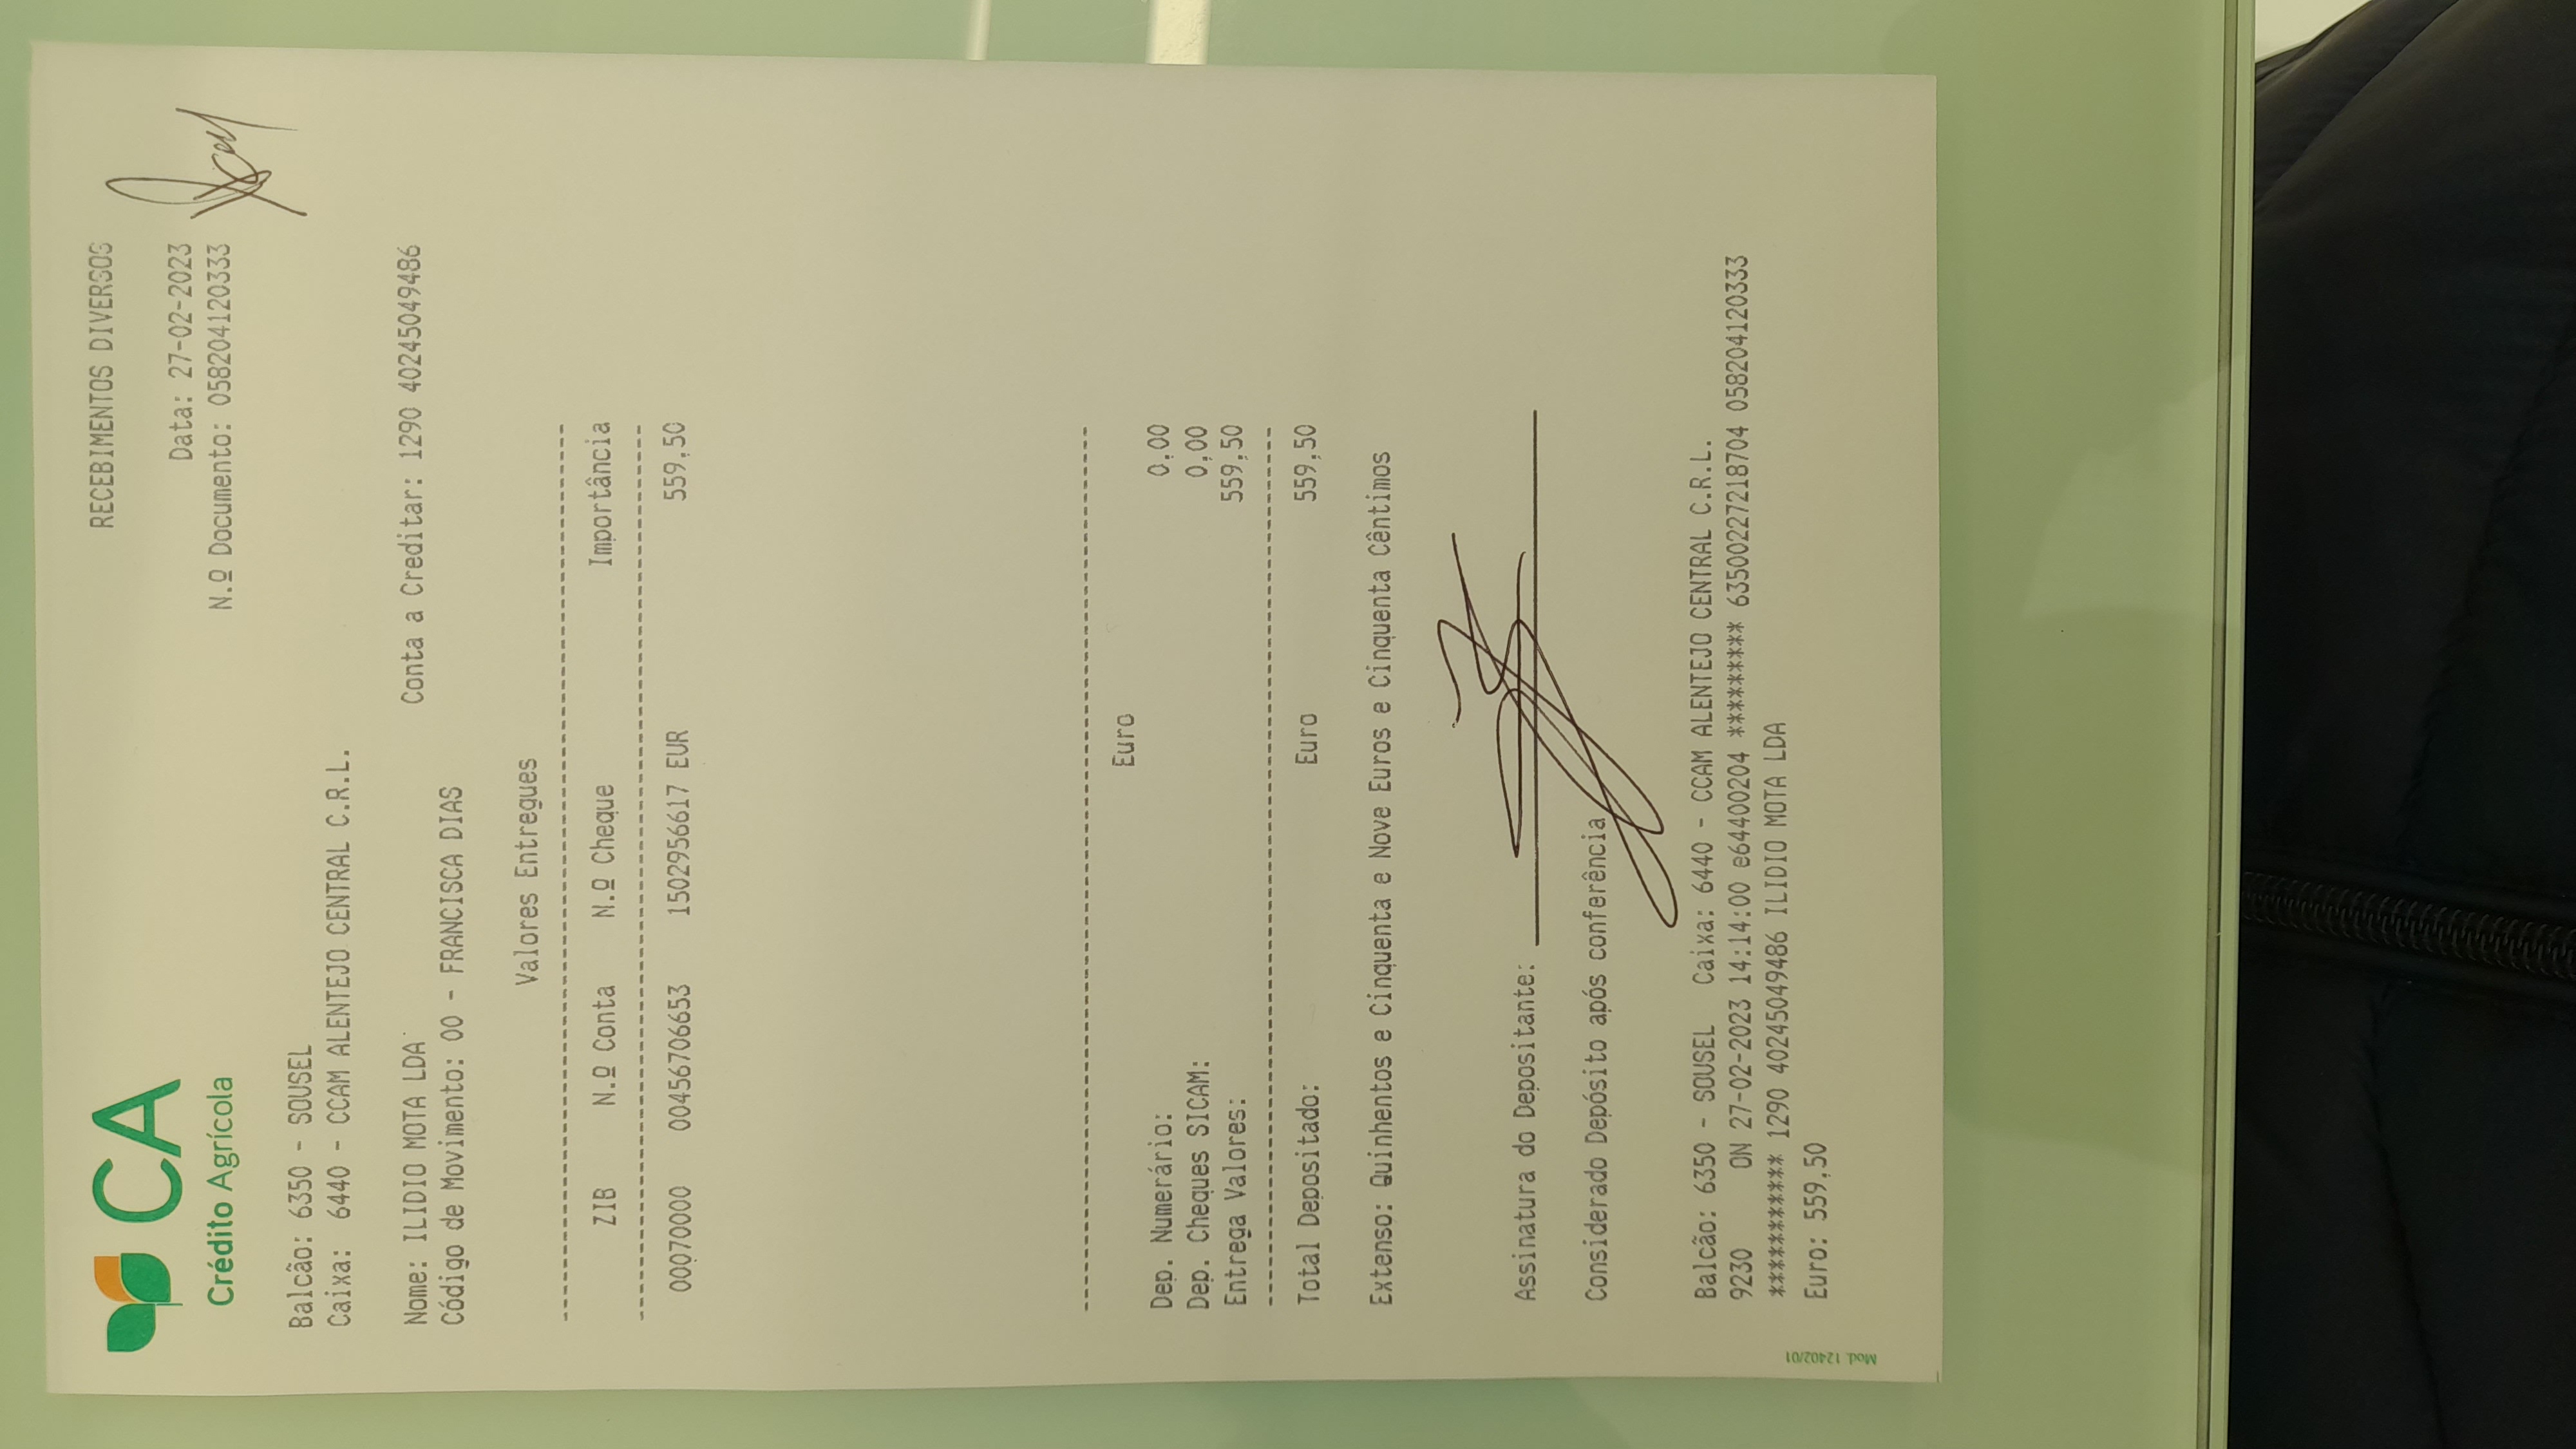 CA
Crédito Agrícola
RECEBIMENTOS DIVERSOS
Data: 27-02-2023
N.º Documento: 058204120333
Balcão: 6350 - SOUSEL
Caixa: 6440 - CCAM ALENTEJO CENTRAL C.R.L.
Nome: ILIDIO MOTA LDA Conta a Creditar: 1290 40245049486
Código de Movimento: 00 - FRANCISCA DIAS
Valores Entregues
ZIB N.º Conta N.º Cheque Importância
000700000 00456706653 1502956617 EUR 559,50
Euro
Dep. Numerário: 0,00
Dep. Cheques SICAM: 0,00
Entrega Valores: 559,50
Total Depositado: Euro 559,50
Extenso: Quinhentos e Cinquenta e Nove Euros e Cinquenta Cêntimos
Assinatura do Depositante:
Considerado Depósito após conferência
Balcão: 6350 - SOUSEL Caixa: 6440 - CCAM ALENTEJO CENTRAL C.R.L.
9230 ON 27-02-2023 14:14:00 e64400204 ********* 635002272187​04 058204120333
*********** 1290 40245049486 ILIDIO MOTA LDA
Euro: 559,50
Mod. 12402/01